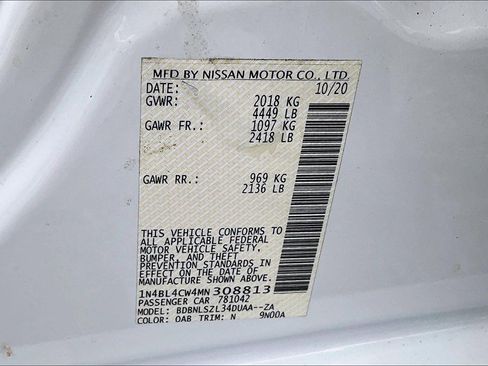 MFD BY NISSAN MOTOR CO., LTD.
DATE: 10/20
GVWR: 2018 KG
4449 LB
GAWR FR.: 1097 KG
2418 LB
GAWR RR.: 969 KG
2136 LB
THIS VEHICLE CONFORMS TO
ALL APPLICABLE FEDERAL
MOTOR VEHICLE SAFETY,
BUMPER, AND THEFT
PREVENTION STANDARDS IN
EFFECT ON THE DATE OF
MANUFACTURE SHOWN ABOVE.
1N4BL4CW4MN308813
PASSENGER CAR 781042
MODEL: BDBNLSZL34DUAA--ZA
COLOR: QAB TRIM: N 9N00A